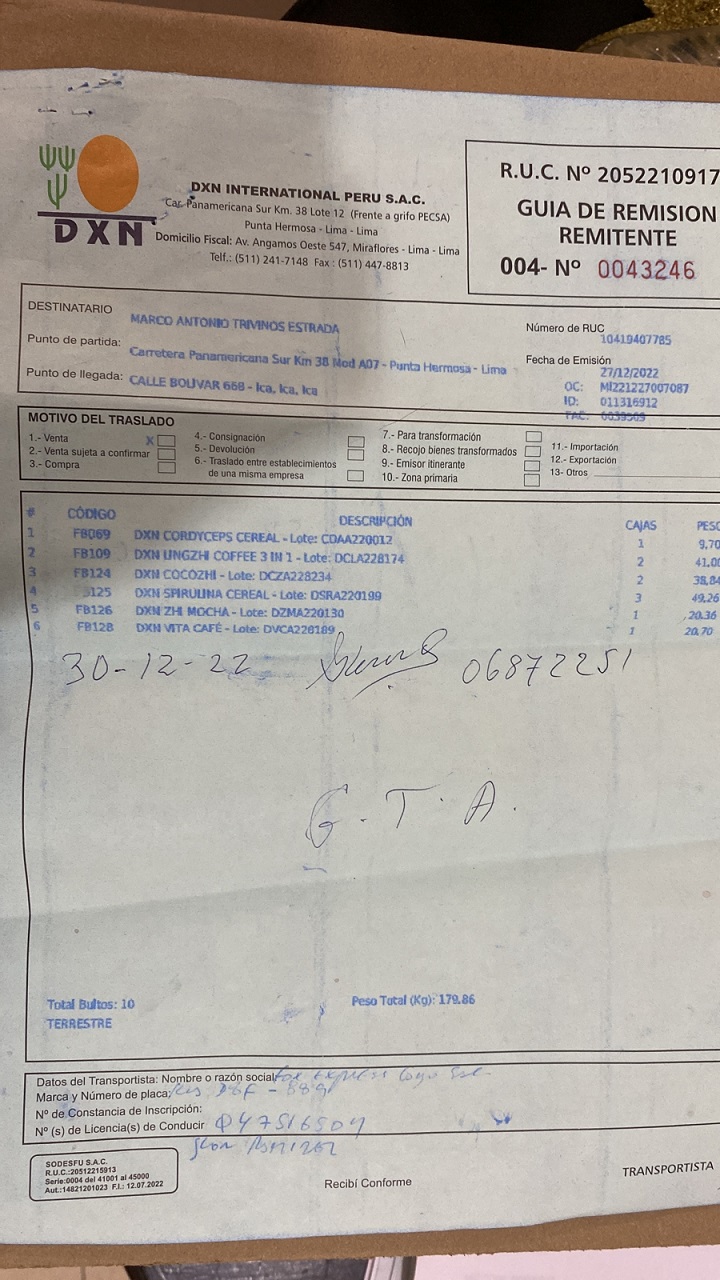 DXN
DXN INTERNATIONAL PERU S.A.C.
Car. Panamericana Sur Km. 38 Lote 12 (Frente a grifo PECSA)
Punta Hermosa - Lima - Lima
Domicilio Fiscal: Av. Angamos Oeste 547, Miraflores - Lima - Lima
Telf.: (511) 241-7148 Fax : (511) 447-8813
R.U.C. Nº 2052210917
GUIA DE REMISION
REMITENTE
004- Nº 0043246
DESTINATARIO MARCO ANTONIO TRIVINOS ESTRADA
Punto de partida: Carretera Panamericana Sur Km 38 Mod A07 - Punta Hermosa - Lima
Punto de llegada: CALLE BOLIVAR 668 - Ica, Ica, Ica
Número de RUC 10419407785
Fecha de Emisión
27/12/2022
OC: MI221227007087
ID: 011316912
FAC: 0039509
MOTIVO DEL TRASLADO
1.- Venta X
2.- Venta sujeta a confirmar
3.- Compra
4.- Consignación
5.- Devolución
6.- Traslado entre establecimientos
de una misma empresa
7.- Para transformación
8.- Recojo bienes transformados
9.- Emisor itinerante
10.- Zona primaria
11.- Importación
12.- Exportación
13- Otros
# CÓDIGO DESCRIPCIÓN CAJAS PESO
1 FB069 DXN CORDYCEPS CEREAL - Lote: CDAA220012 1 9,70
2 FB109 DXN LINGZHI COFFEE 3 IN 1 - Lote: DCLA228174 2 41.00
3 FB124 DXN COCOZHI - Lote: DCZA228234 2 38,84
4 125 DXN SPIRULINA CEREAL - Lote: DSRA220199 3 49,26
5 FB126 DXN ZHI MOCHA - Lote: DZMA220130 1 20.36
6 FB128 DXN VITA CAFÉ - Lote: DVCA228189 1 20,70
30-12-22 06872251
G.T.A.
Total Bultos: 10 Peso Total (Kg): 179.86
TERRESTRE
Datos del Transportista: Nombre o razón social
Marca y Número de placa:
Nº de Constancia de Inscripción:
Nº (s) de Licencia(s) de Conducir
SODESFU S.A.C.
R.U.C.:20512215913
Serie:0004 del 41001 al 45000
Aut.:14821201023 F.I.: 12.07.2022
Recibí Conforme
TRANSPORTISTA